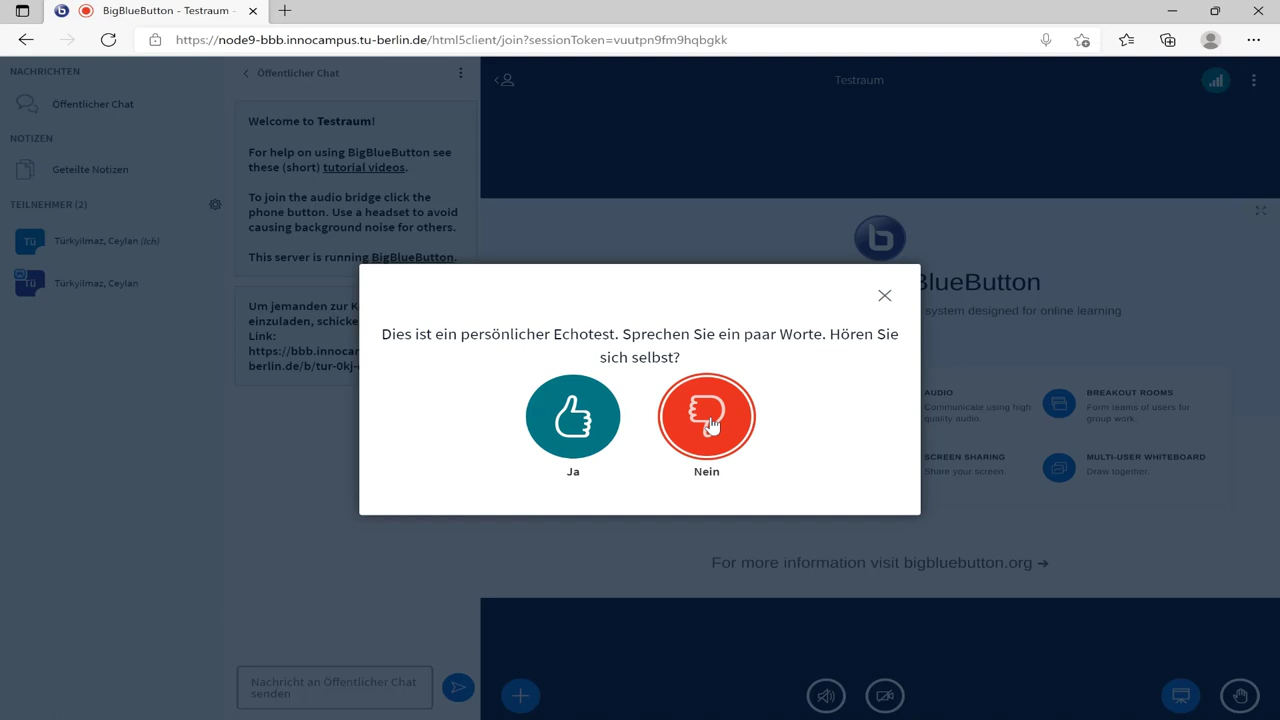 BigBlueButton - Testraum -
https://node9-bbb.innocampus.tu-berlin.de/html5client/join?sessionToken=vuutpn9fm9hqbgkk
NACHRICHTEN
Öffentlicher Chat
NOTIZEN
Geteilte Notizen
TEILNEHMER (2)
Tü
Türkyilmaz, Ceylan (Ich)
Tü
Türkyilmaz, Ceylan
Öffentlicher Chat
Welcome to Testraum!
For help on using BigBlueButton see
these (short) tutorial videos.
To join the audio bridge click the
phone button. Use a headset to avoid
causing background noise for others.
This server is running BigBlueButton.
Um jemanden zur K
einzuladen, schicke
Link:
https://bbb.innocam
berlin.de/b/tur-0kj-
Nachricht an Öffentlicher Chat
senden
Testraum
BlueButton
system designed for online learning
AUDIO
Communicate using high
quality audio.
BREAKOUT ROOMS
Form teams of users for
group work.
SCREEN SHARING
Share your screen.
MULTI-USER WHITEBOARD
Draw together.
For more information visit bigbluebutton.org →
Dies ist ein persönlicher Echotest. Sprechen Sie ein paar Worte. Hören Sie
sich selbst?
Ja
Nein